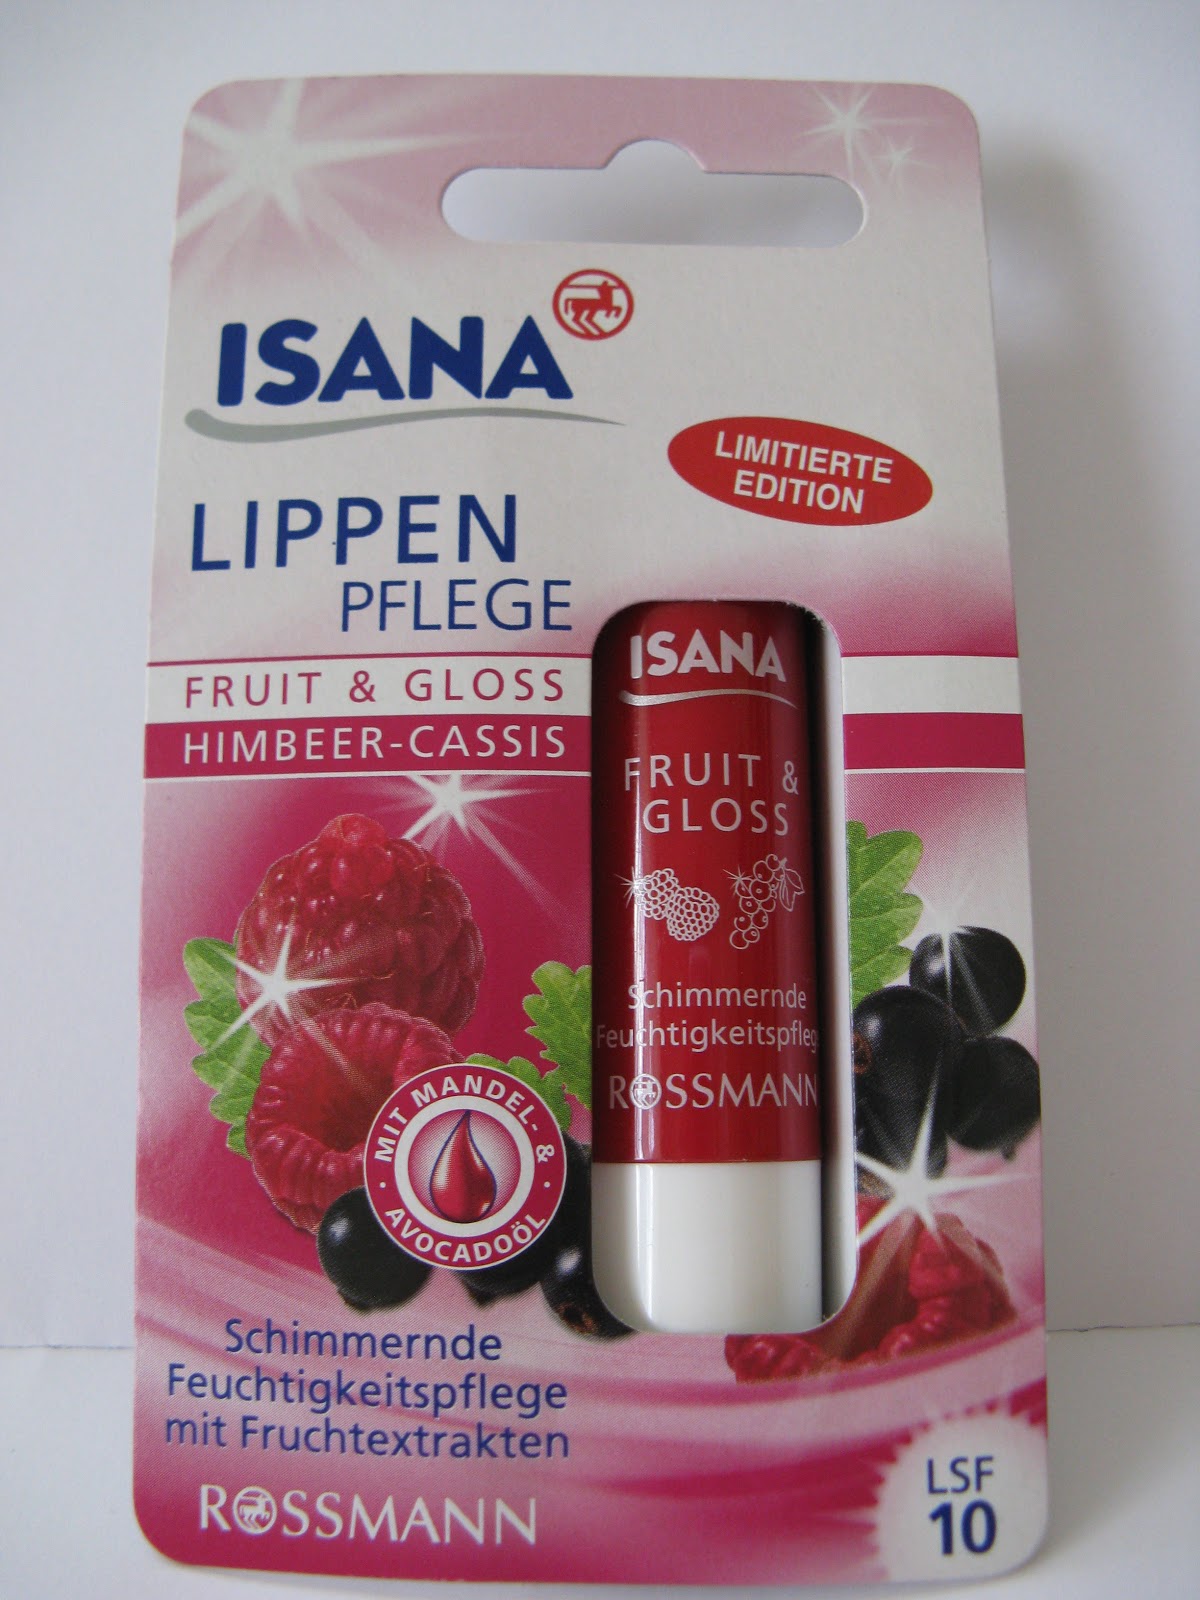 ISANA
LIMITIERTE
EDITION
LIPPEN
PFLEGE
FRUIT & GLOSS
HIMBEER-CASSIS
ISANA
FRUIT &
GLOSS
Schimmernde
Feuchtigkeitspfleg
ROSSMANN
· MIT MANDEL- & ·
AVOCADOÖL
Schimmernde
Feuchtigkeitspflege
mit Fruchtextrakten
ROSSMANN
LSF
10